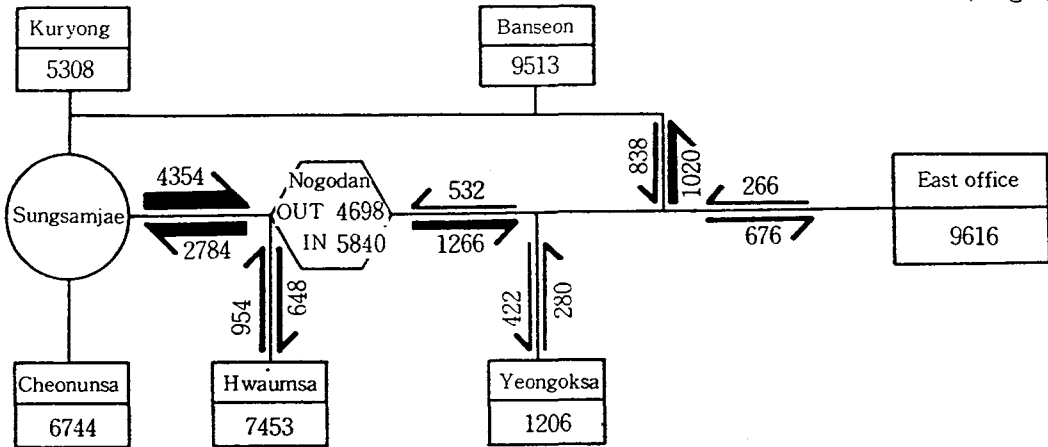 Kuryong
5308
Banseon
9513
4354
2784
Sungsamjae
Nogodan
OUT 4698
IN 5840
532
1266
838
1020
266
676
East office
9616
954
648
422
280
Cheonunsa
6744
Hwaumsa
7453
Yeongoksa
1206